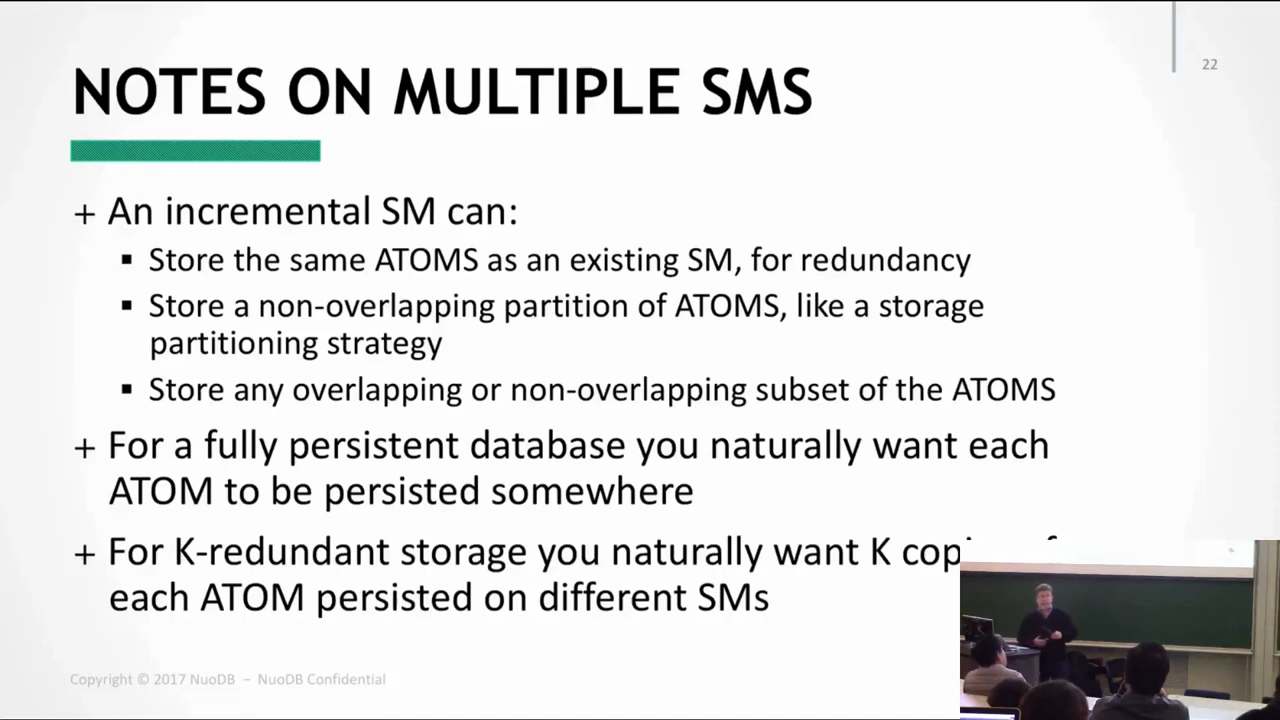 22
NOTES ON MULTIPLE SMS
+ An incremental SM can:
▪ Store the same ATOMS as an existing SM, for redundancy
▪ Store a non-overlapping partition of ATOMS, like a storage
partitioning strategy
▪ Store any overlapping or non-overlapping subset of the ATOMS
+ For a fully persistent database you naturally want each
ATOM to be persisted somewhere
+ For K-redundant storage you naturally want K
each ATOM persisted on different SMs
Copyright © 2017 NuoDB – NuoDB Confidential